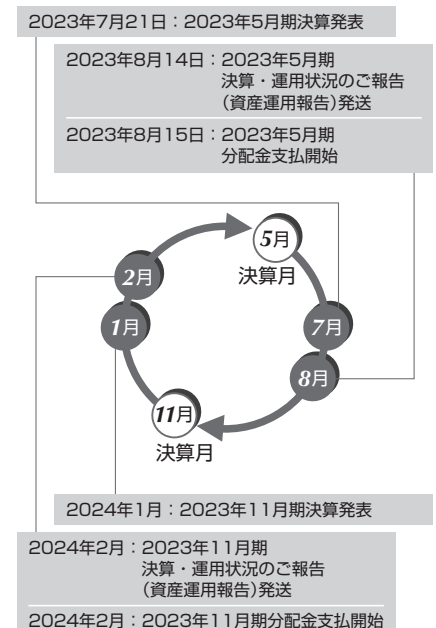 2023年7月21日：2023年5月期決算発表
2023年8月14日：2023年5月期
決算・運用状況のご報告
（資産運用報告）発送
2023年8月15日：2023年5月期
分配金支払開始
5月
決算月
2月
1月
7月
8月
11月
決算月
2024年1月：2023年11月期決算発表
2024年2月：2023年11月期
決算・運用状況のご報告
（資産運用報告）発送
2024年2月：2023年11月期分配金支払開始